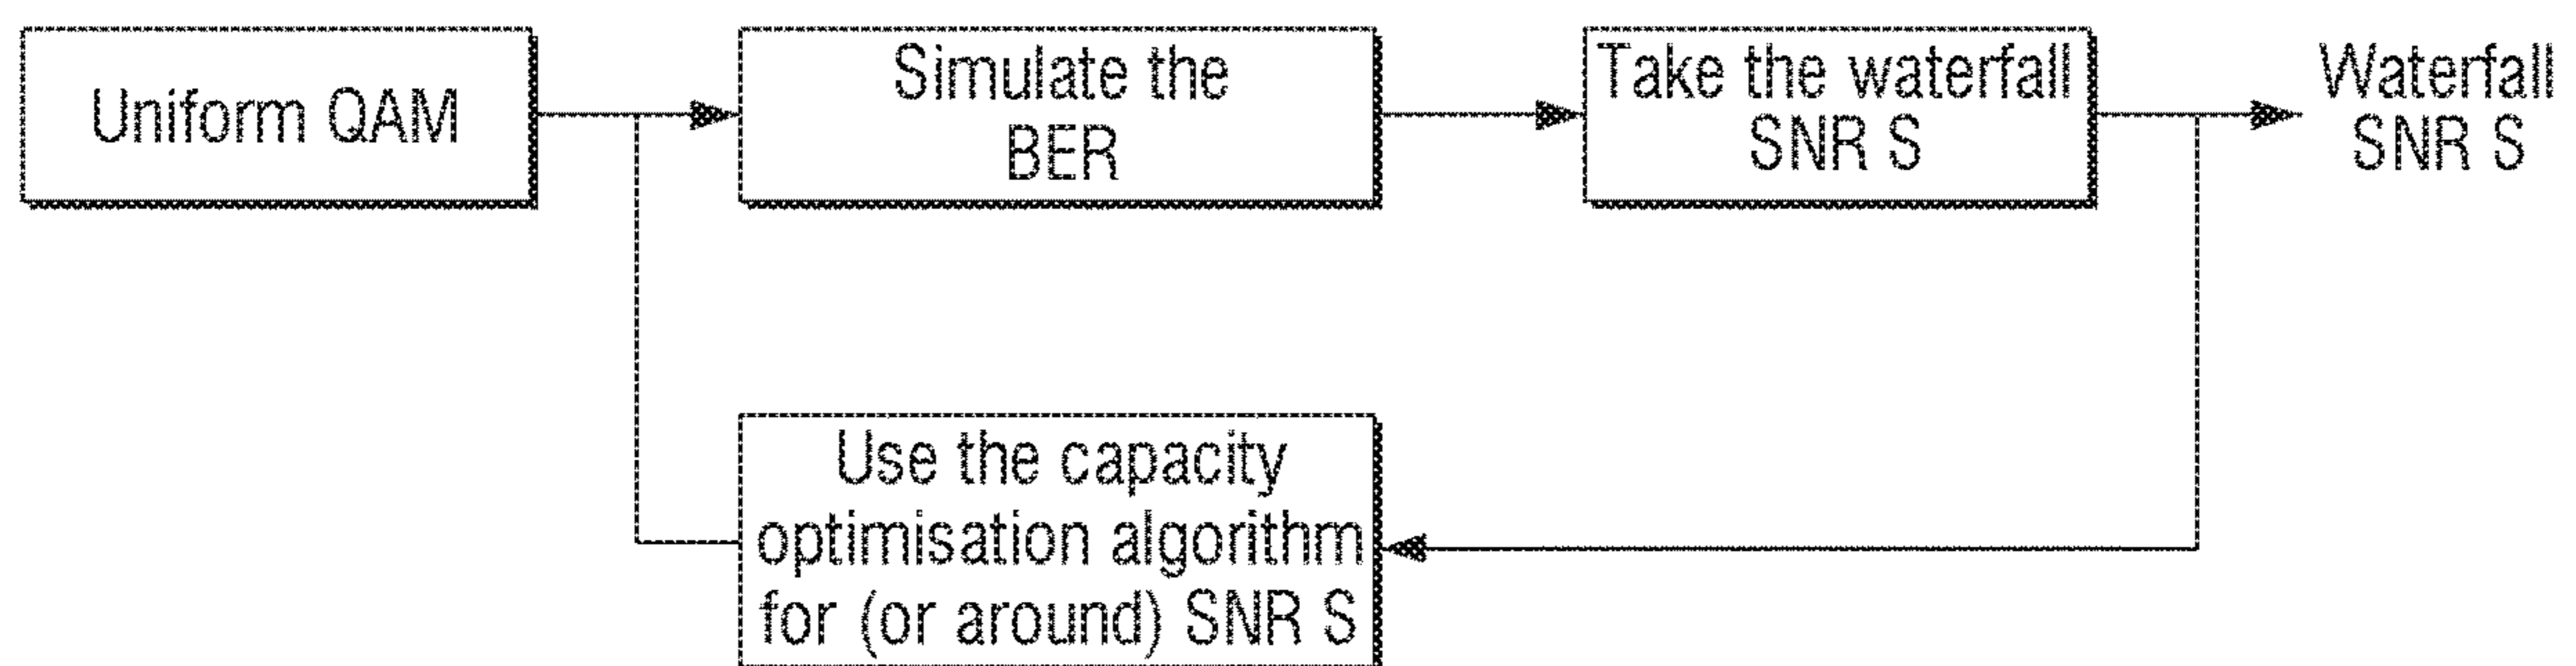 Uniform QAM
Simulate the
BER
Take the waterfall
SNR S
Waterfall
SNR S
Use the capacity
optimisation algorithm
for (or around) SNR S